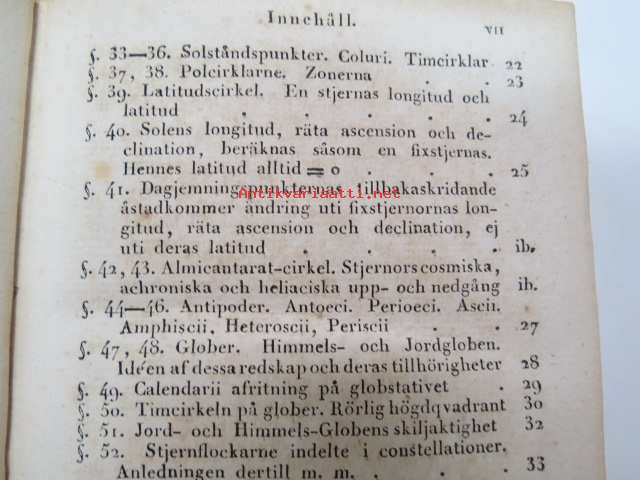 Innehåll. VII
§. 33—36. Solståndspunkter. Coluri. Timcirklar 22
§. 37, 38. Polcirklarne. Zonerna . . 23
§. 39. Latitudscirkel. En stjernas longitud och
latitud . . . . . 24
§. 40. Solens longitud, räta ascension och de-
clination, beräknas såsom en fixstjernas.
Hennes latitud alltid = 0 . . . 25
§. 41. Dagjemningspunkternas tillbakaskridande
Antikvariaatti.net
åstadkommer ändring uti fixstjernornas lon-
gitud, räta ascension och declination, ej
uti deras latitud . . . . ib.
§. 42, 43. Almicantarat-cirkel. Stjernors cosmiska,
achroniska och heliaciska upp- och nedgång ib.
§. 44—46. Antipoder. Antoeci. Perioeci. Ascii.
Amphiscii, Heteroscii, Periscii . . 27
§. 47, 48. Glober. Himmels- och Jordgloben.
Idéen af dessa redskap och deras tillhörigheter 28
§. 49. Calendarii afritning på globstativet . 29
§. 50. Timcirkeln på glober. Rörlig högdqvadrant 30
§. 51. Jord- och Himmels-Globens skiljaktighet 32
§. 52. Stjernflockarne indelte i constellationer.
Anledningen dertill m. m. . . . 33